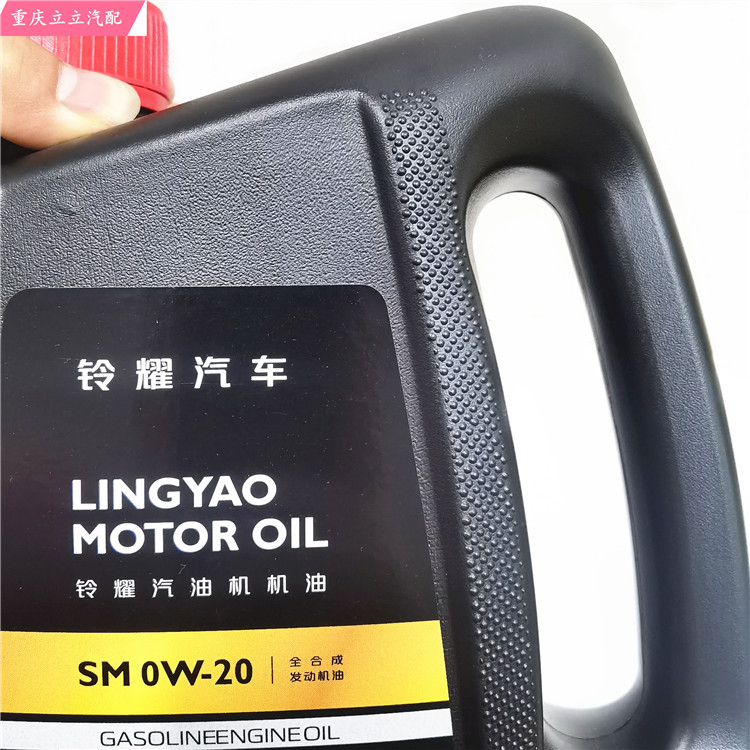 重庆立立汽配
铃耀汽车
LINGYAO
MOTOR OIL
铃耀汽油机机油
SM 0W-20
全合成
发动机油
GASOLINEENGINEOIL